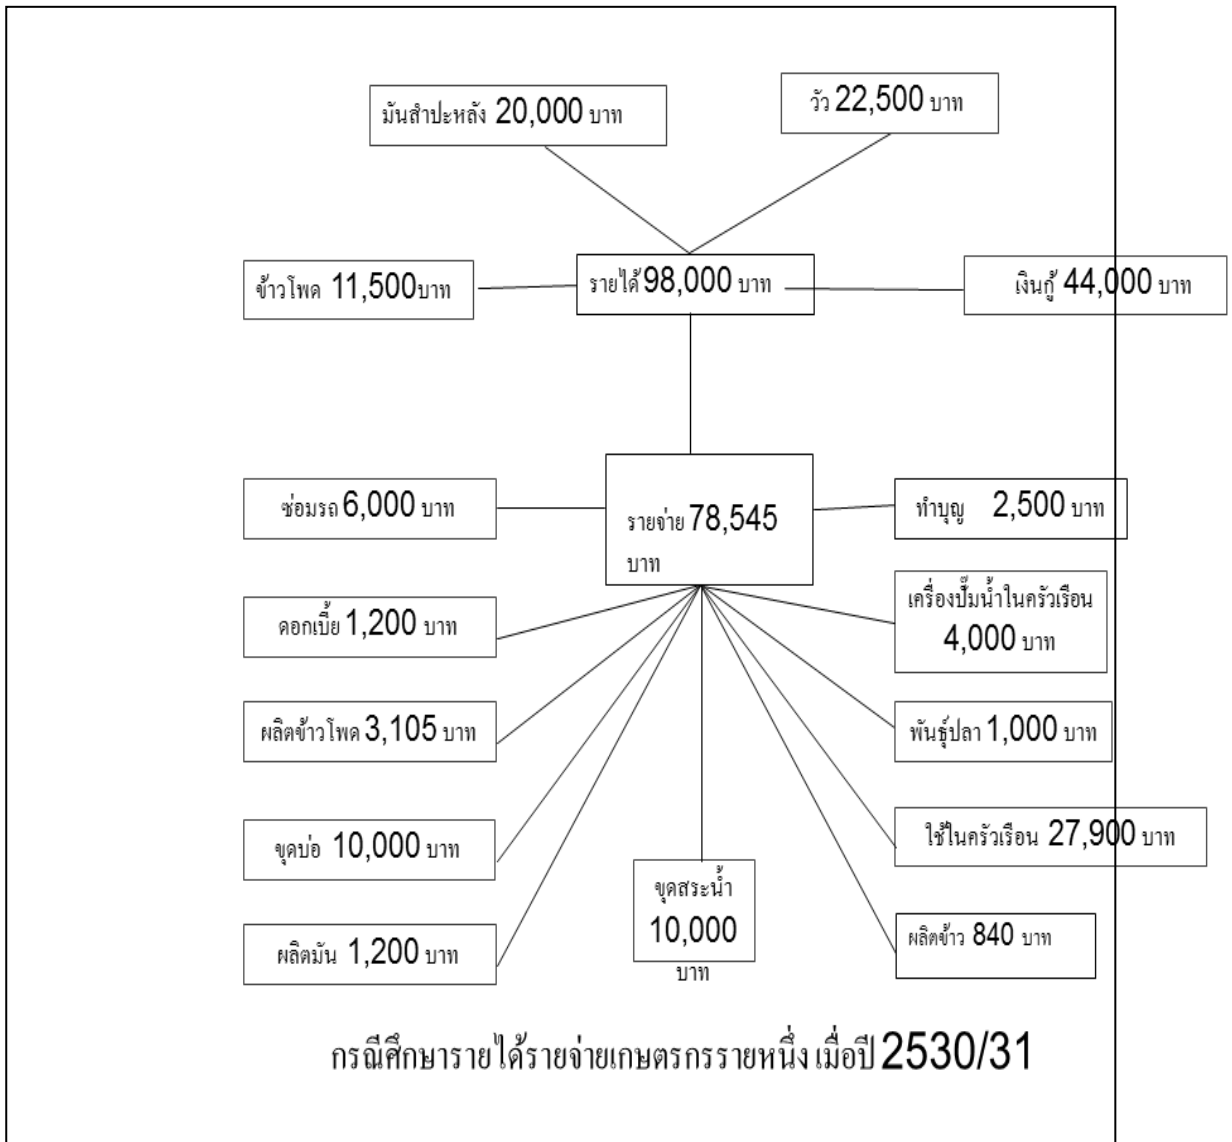 มันสำปะหลัง 20,000 บาท
วัว 22,500 บาท
ข้าวโพด 11,500บาท
รายได้ 98,000 บาท
เงินกู้ 44,000 บาท
ซ่อมรถ 6,000 บาท
รายจ่าย 78,545
บาท
ทำบุญ 2,500 บาท
ดอกเบี้ย 1,200 บาท
เครื่องปั๊มน้ำในครัวเรือน
4,000 บาท
ผลิตข้าวโพด 3,105 บาท
พันธุ์ปลา 1,000 บาท
ขุดบ่อ 10,000 บาท
ใช้ในครัวเรือน 27,900 บาท
ขุดสระน้ำ
10,000
บาท
ผลิตมัน 1,200 บาท
ผลิตข้าว 840 บาท
กรณีศึกษารายได้รายจ่ายเกษตรกรรายหนึ่ง เมื่อปี 2530/31